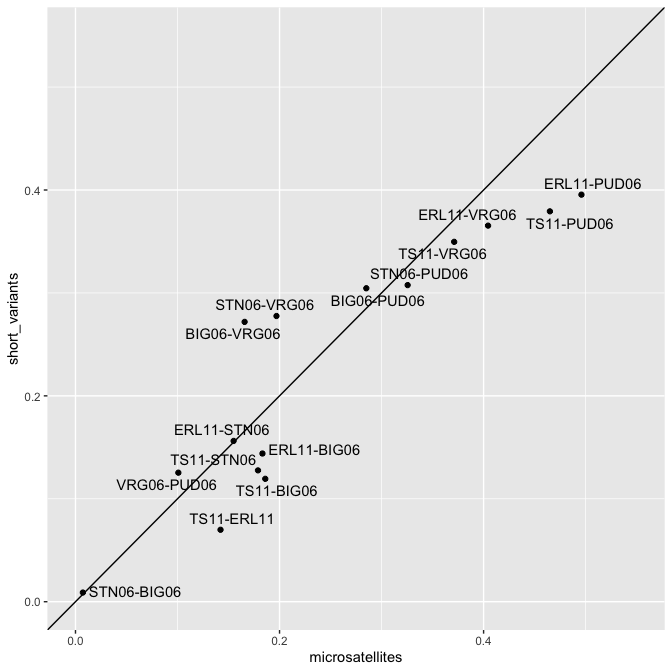 ERL11-PUD06
0.4
ERL11-VRG06
TS11-PUD06
TS11-VRG06
STN06-PUD06
STN06-VRG06
BIG06-PUD06
BIG06-VRG06
short_variants
0.2
ERL11-STN06
ERL11-BIG06
TS11-STN06
VRG06-PUD06
TS11-BIG06
TS11-ERL11
0.0
STN06-BIG06
0.0
0.2
0.4
microsatellites